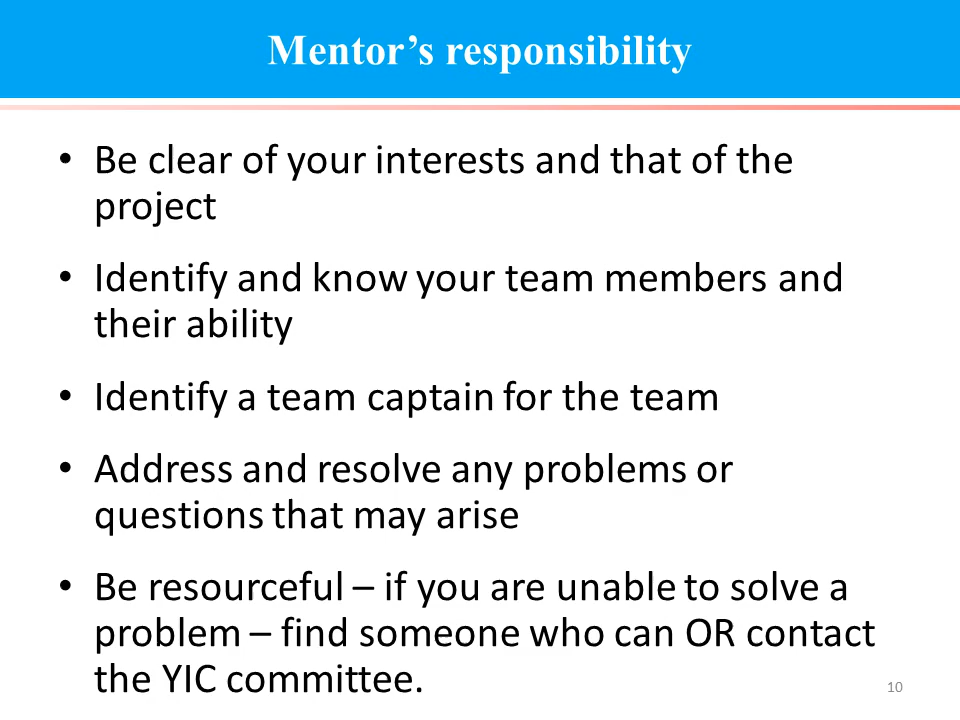 Mentor’s responsibility
• Be clear of your interests and that of the
project
• Identify and know your team members and
their ability
• Identify a team captain for the team
• Address and resolve any problems or
questions that may arise
• Be resourceful – if you are unable to solve a
problem – find someone who can OR contact
the YIC committee.
10